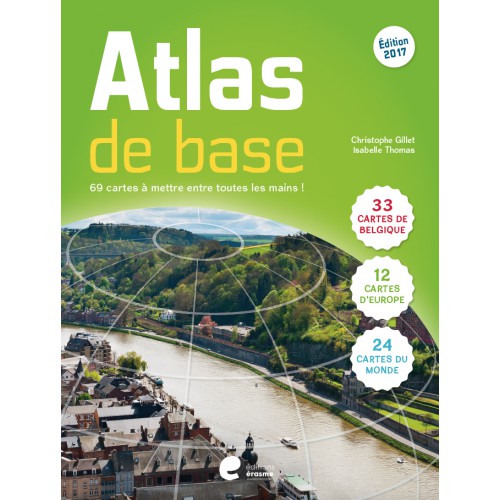 Atlas
de base
69 cartes à mettre entre toutes les mains !
Édition
2017
Christophe Gillet
Isabelle Thomas
33
CARTES DE
BELGIQUE
12
CARTES
D'EUROPE
24
CARTES DU
MONDE
éditions
érasme